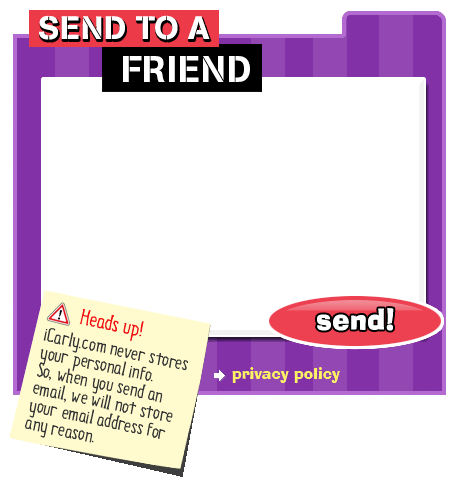 SEND TO A
FRIEND
send!
Heads up!
iCarly.com never stores
your personal info.
So, when you send an
email, we will not store
your email address for
any reason.
privacy policy